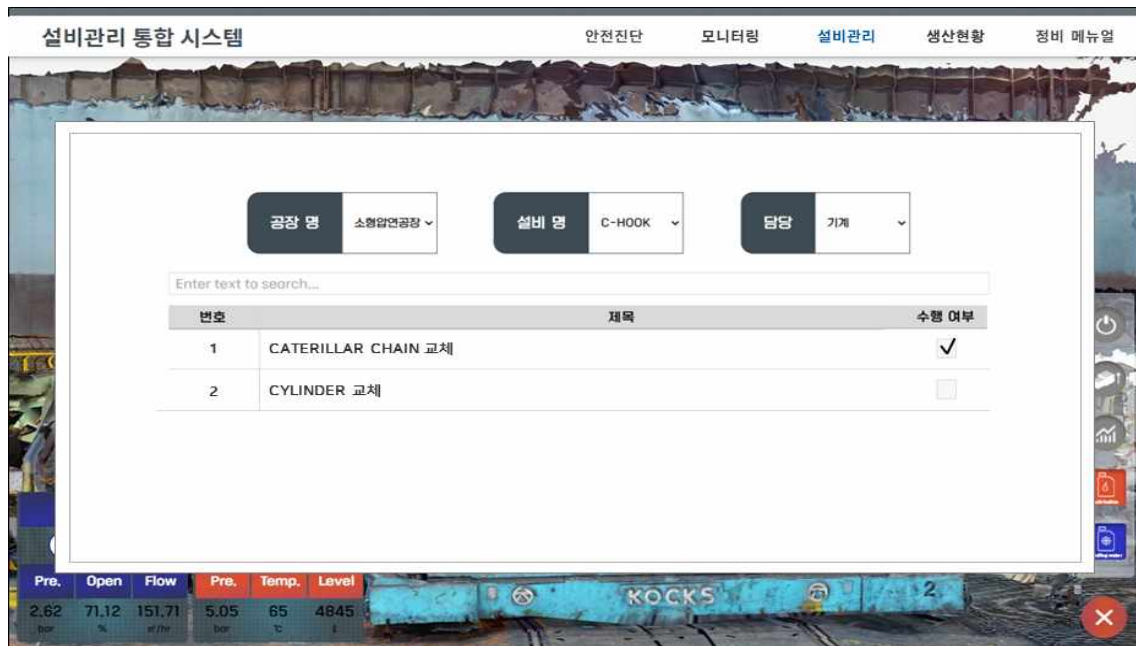 설비관리 통합 시스템
안전진단 모니터링 설비관리 생산현황 정비 메뉴얼
공장 명 소형압연공장 설비 명 C-HOOK 담당 기계
Enter text to search...
번호 제목 수행 여부
1 CATERILLAR CHAIN 교체
2 CYLINDER 교체
Pre. Open Flow Pre. Temp. Level
2.62 71.12 151.71 5.05 65 4845
bar % ㎥/hr bar ℃
KOCKS 2